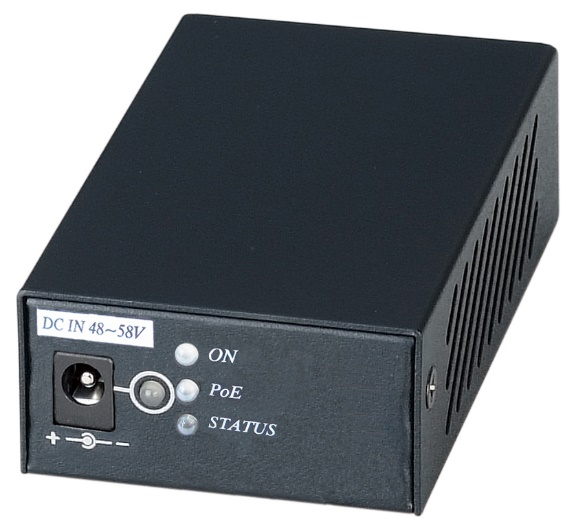 DC IN 48~58V
ON
PoE
STATUS
+ -